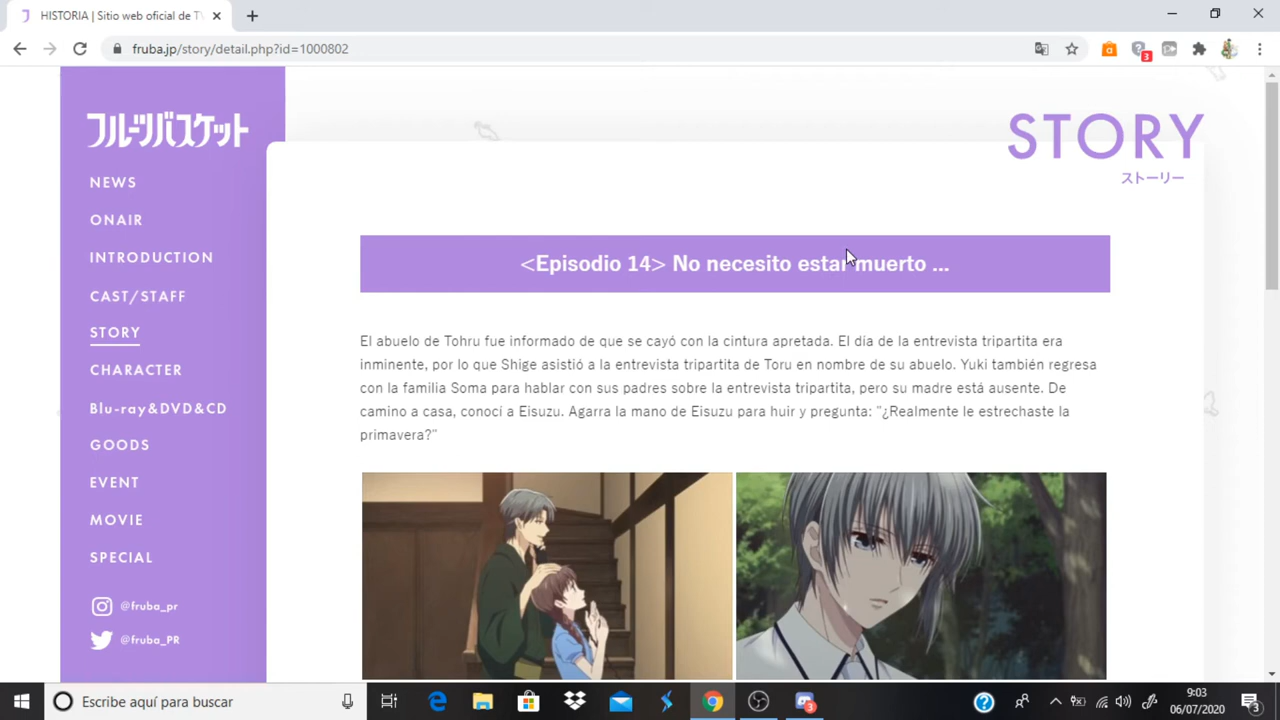 HISTORIA | Sitio web oficial de TV
fruba.jp/story/detail.php?id=1000802
3
フルーツバスケット
NEWS
ONAIR
INTRODUCTION
CAST/STAFF
STORY
CHARACTER
Blu-ray&DVD&CD
GOODS
EVENT
MOVIE
SPECIAL
@fruba_pr
@fruba_PR
STORY
ストーリー
<Episodio 14> No necesito estar muerto ...
El abuelo de Tohru fue informado de que se cayó con la cintura apretada. El día de la entrevista tripartita era
inminente, por lo que Shige asistió a la entrevista tripartita de Toru en nombre de su abuelo. Yuki también regresa
con la familia Soma para hablar con sus padres sobre la entrevista tripartita, pero su madre está ausente. De
camino a casa, conocí a Eisuzu. Agarra la mano de Eisuzu para huir y pregunta: "¿Realmente le estrechaste la
primavera?"
Escribe aquí para buscar
3
9:03
06/07/2020
3